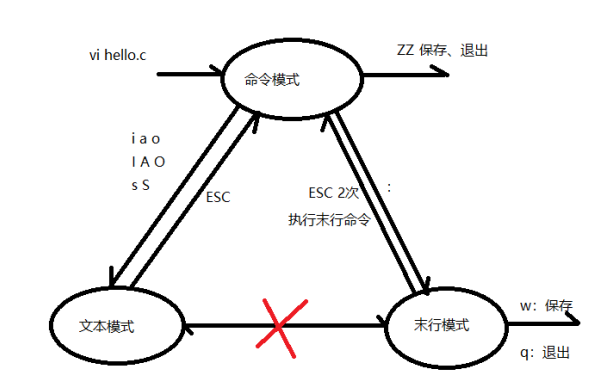 vi hello.c
ZZ 保存、退出
命令模式
i a o
I A O
s S
ESC
ESC 2次
:
执行末行命令
文本模式
末行模式
w：保存
q：退出